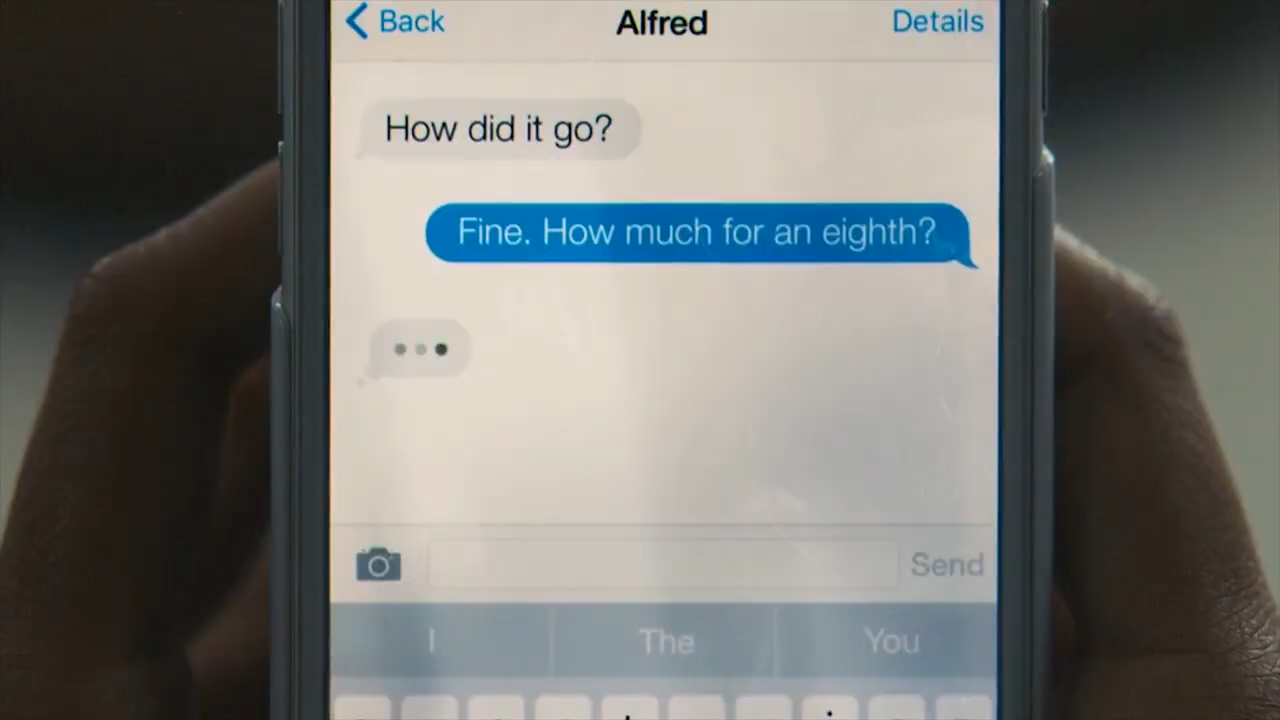 Back Alfred Details
How did it go?
Fine. How much for an eighth?
Send
I The You